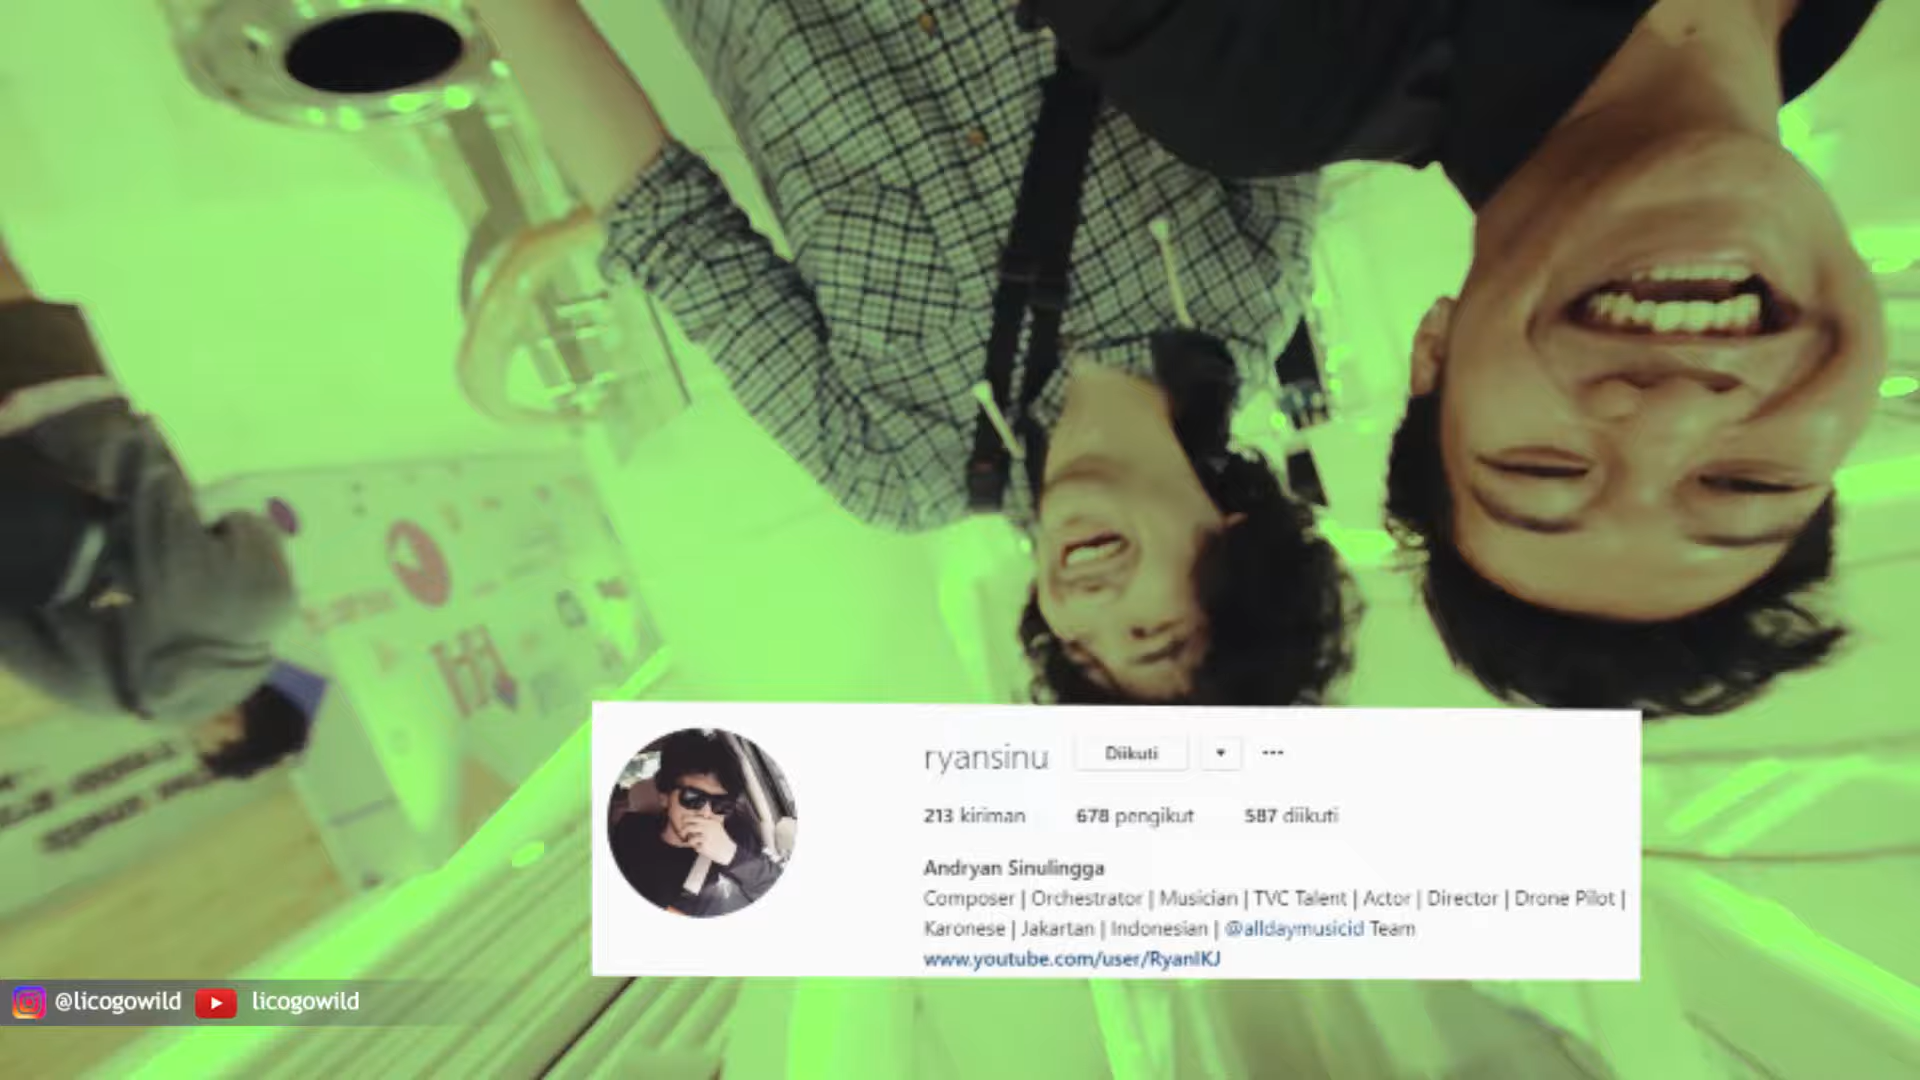 ryansinu Diikuti ▼ ...
213 kiriman 678 pengikut 587 diikuti
Andryan Sinulingga
Composer | Orchestrator | Musician | TVC Talent | Actor | Director | Drone Pilot |
Karonese | Jakartan | Indonesian | @alldaymusicid Team
www.youtube.com/user/RyanIKJ
@licogowild licogowild